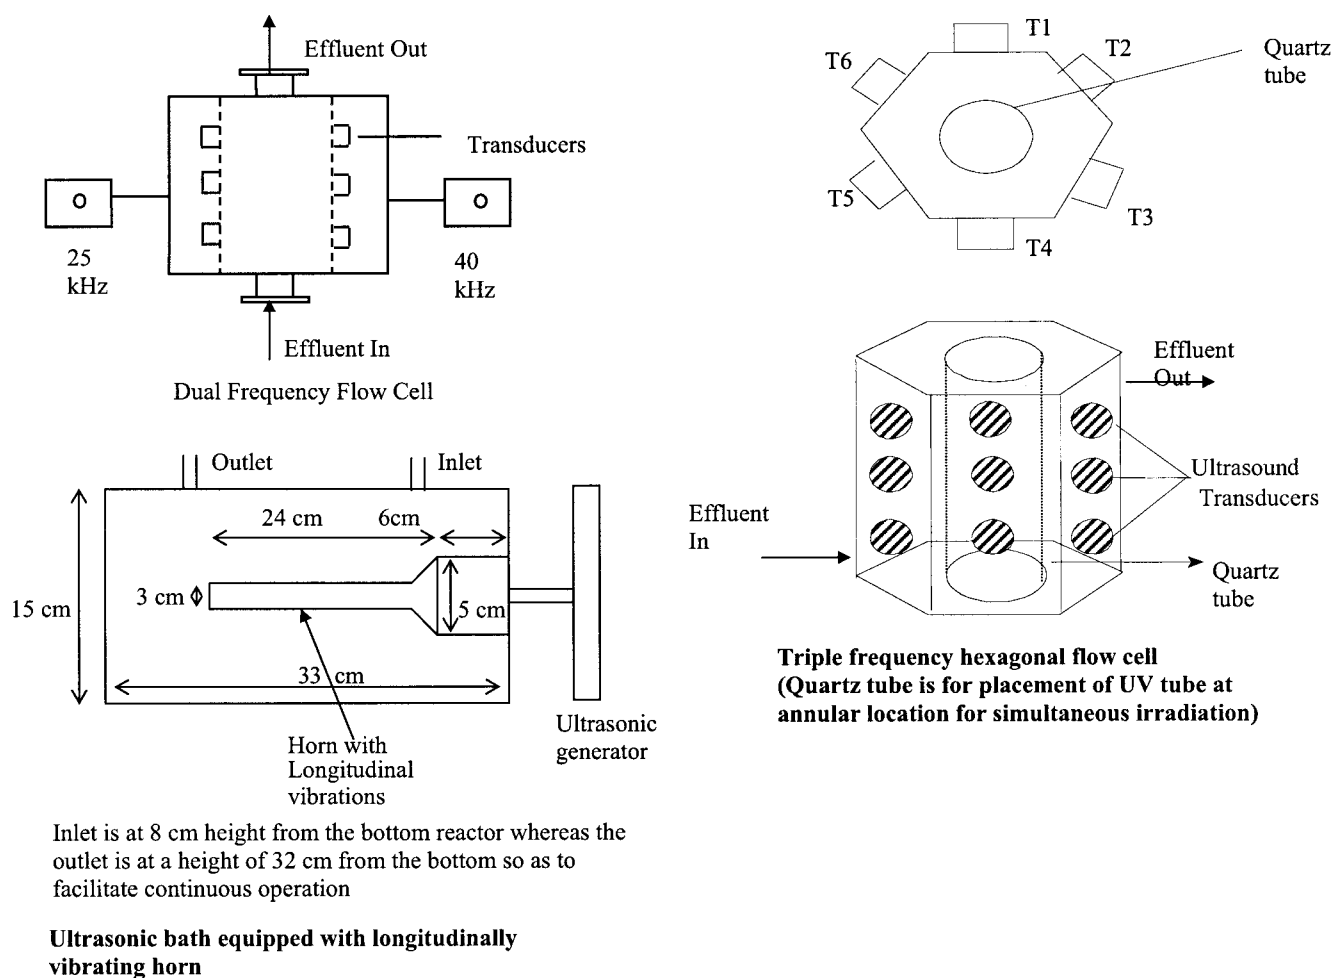 Effluent Out
Transducers
25
kHz
40
kHz
Effluent In
Dual Frequency Flow Cell
T1
T2
T6
Quartz
tube
T5
T3
T4
Outlet
Inlet
24 cm
6cm
3 cm
5 cm
15 cm
33 cm
Ultrasonic
generator
Horn with
Longitudinal
vibrations
Inlet is at 8 cm height from the bottom reactor whereas the
outlet is at a height of 32 cm from the bottom so as to
facilitate continuous operation
Ultrasonic bath equipped with longitudinally
vibrating horn
Effluent
Out
Ultrasound
Transducers
Effluent
In
Quartz
tube
Triple frequency hexagonal flow cell
(Quartz tube is for placement of UV tube at
annular location for simultaneous irradiation)